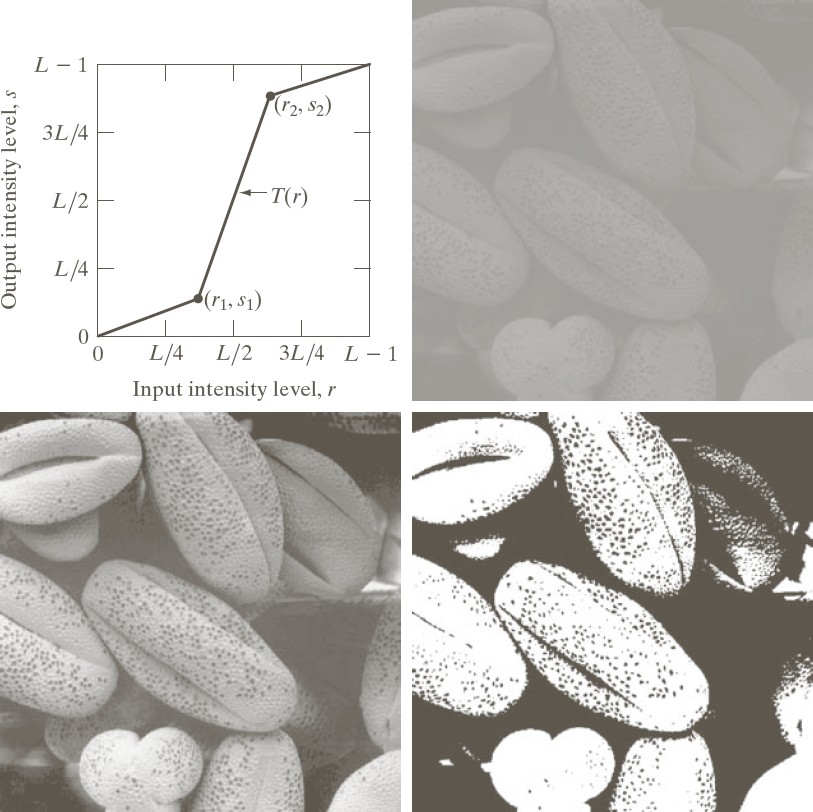 L − 1
(r₂, s₂)
3L/4
L/2
T(r)
L/4
(r₁, s₁)
0
0 L/4 L/2 3L/4 L − 1
Input intensity level, r
Output intensity level, s